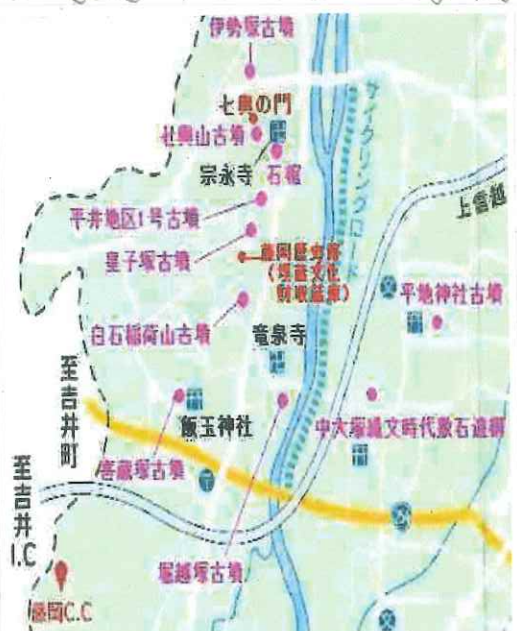 伊勢塚古墳
七輿の門
七輿山古墳
宗永寺
石棺
サイクリングロード
上信越
平井地区1号古墳
皇子塚古墳
藤岡歴史館
(埋蔵文化
財収蔵庫)
平地神社古墳
白石稲荷山古墳
竜泉寺
至吉井町
飯玉神社
中大塚縄文時代敷石遺構
至吉井I.C
堀越塚古墳
藤岡C.C